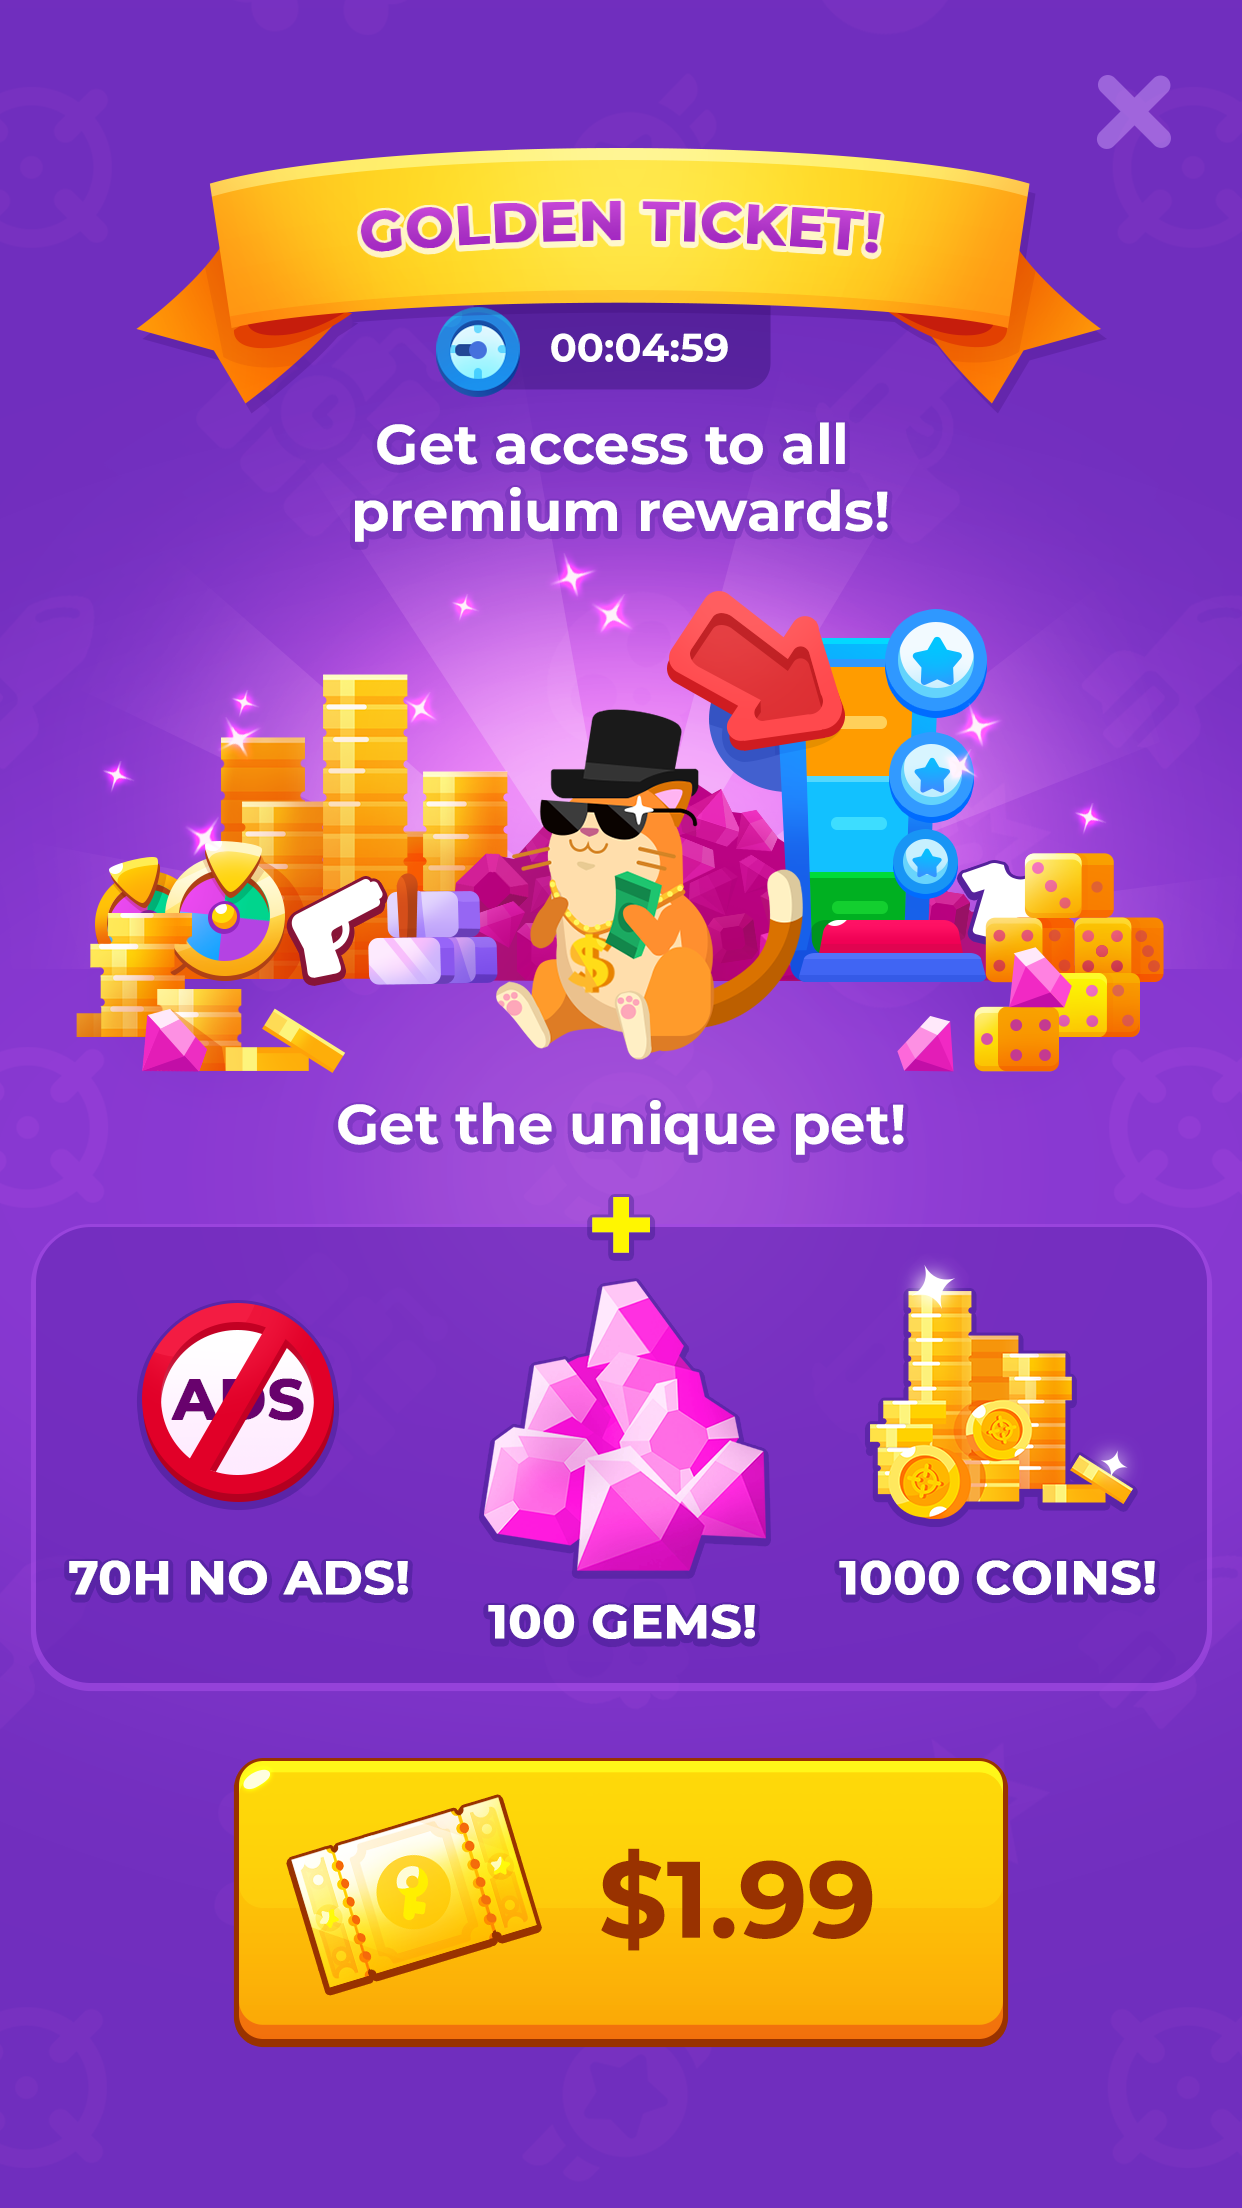 GOLDEN TICKET!
00:04:59
Get access to all
premium rewards!
$
Get the unique pet!
ADS
70H NO ADS!
100 GEMS!
1000 COINS!
$1.99